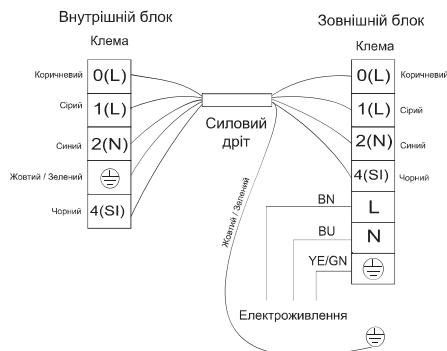 Внутрішній блок
Клема
Коричневий
0(L)
Сірий
1(L)
Синий
2(N)
Жовтий / Зелений
Чорний
4(SI)
Силовий
дріт
Жовтий / Зелений
Зовнішній блок
Клема
0(L)
Коричневий
1(L)
Сірий
2(N)
Синий
4(SI)
Чорний
BN
L
BU
N
YE/GN
Електроживлення